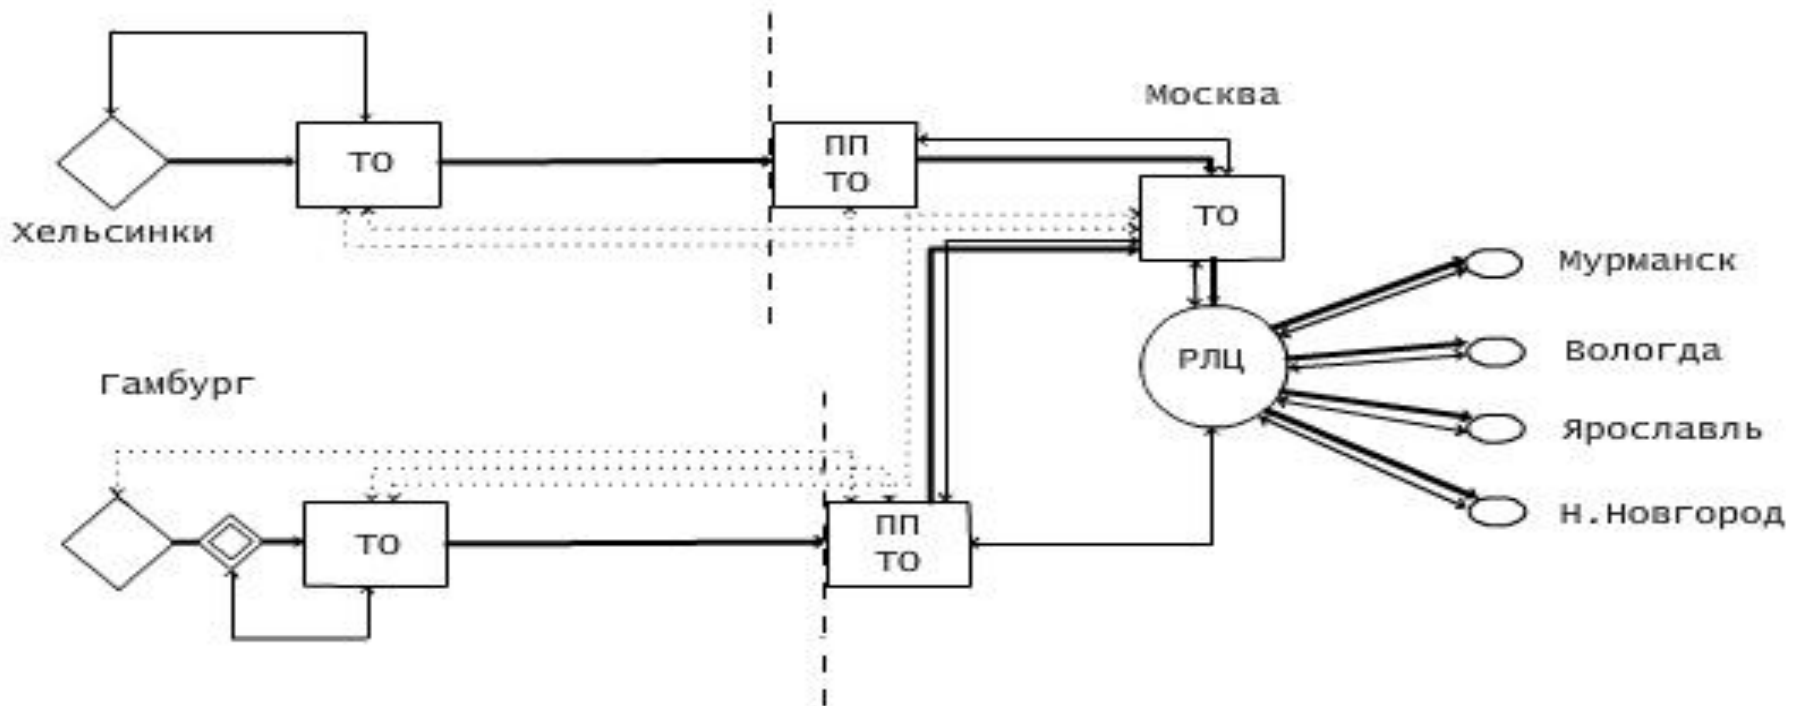 Москва
ТО
ПП
ТО
ТО
Хельсинки
Мурманск
РЛЦ
Вологда
Гамбург
Ярославль
Н.Новгород
ТО
ПП
ТО